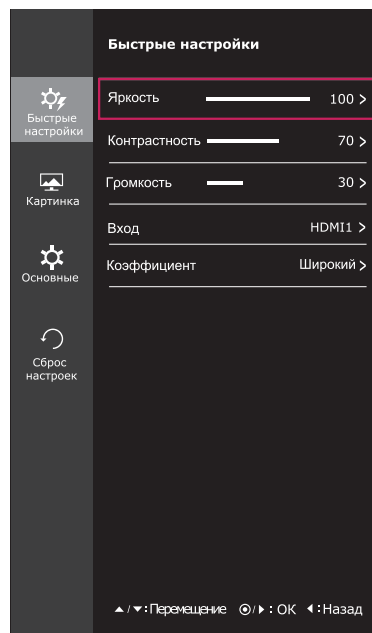 Быстрые настройки
Быстрые
настройки
Картинка
Основные
Сброс
настроек
Яркость 100 >
Контрастность 70 >
Громкость 30 >
Вход HDMI1 >
Коэффициент Широкий >
▲/▼:Перемещение ◉/▶:OK ◀:Назад